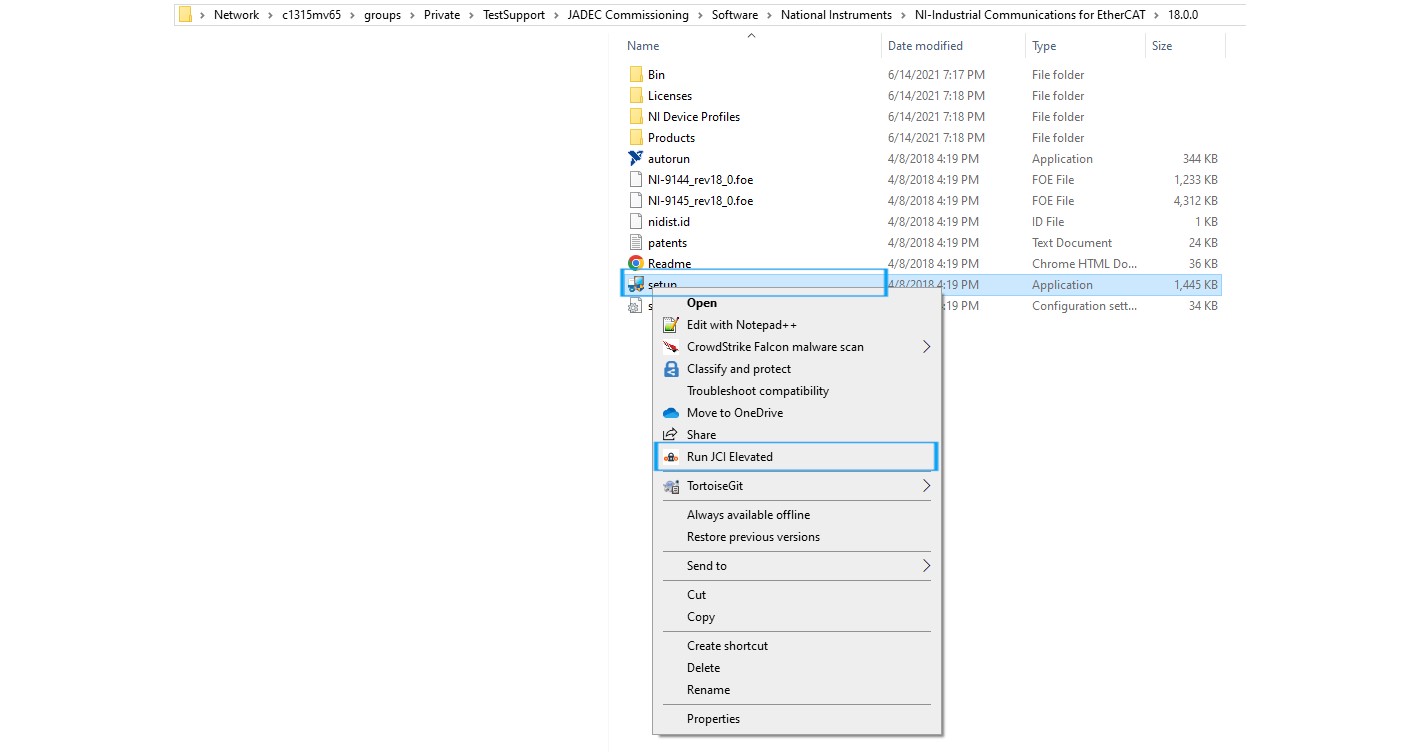 Network > c1315mv65 > groups > Private > TestSupport > JADEC Commissioning > Software > National Instruments > NI-Industrial Communications for EtherCAT > 18.0.0
Name Date modified Type Size
Bin 6/14/2021 7:17 PM File folder
Licenses 6/14/2021 7:18 PM File folder
NI Device Profiles 6/14/2021 7:18 PM File folder
Products 6/14/2021 7:18 PM File folder
autorun 4/8/2018 4:19 PM Application 344 KB
NI-9144_rev18_0.foe 4/8/2018 4:19 PM FOE File 1,233 KB
NI-9145_rev18_0.foe 4/8/2018 4:19 PM FOE File 4,312 KB
nidist.id 4/8/2018 4:19 PM ID File 1 KB
patents 4/8/2018 4:19 PM Text Document 24 KB
Readme 4/8/2018 4:19 PM Chrome HTML Do... 36 KB
setup 4/8/2018 4:19 PM Application 1,445 KB
s :19 PM Configuration sett... 34 KB
Open
Edit with Notepad++
CrowdStrike Falcon malware scan
Classify and protect
Troubleshoot compatibility
Move to OneDrive
Share
Run JCI Elevated
TortoiseGit
Always available offline
Restore previous versions
Send to
Cut
Copy
Create shortcut
Delete
Rename
Properties